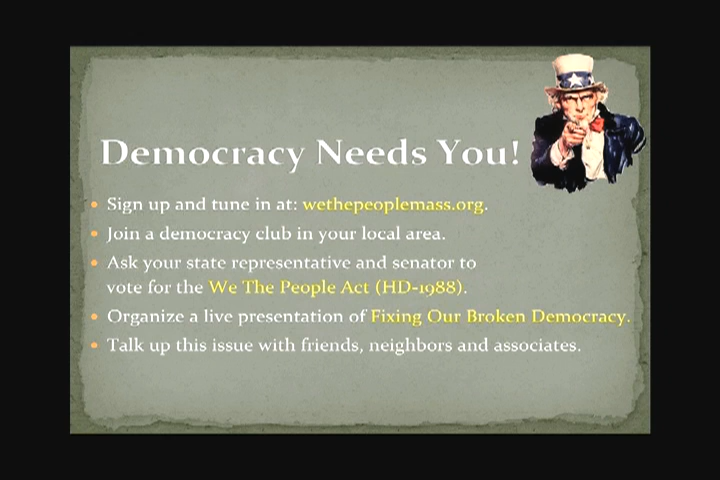 Democracy Needs You!
Sign up and tune in at: wethepeoplemass.org.
Join a democracy club in your local area.
Ask your state representative and senator to
vote for the We The People Act (HD-1988).
Organize a live presentation of Fixing Our Broken Democracy.
Talk up this issue with friends, neighbors and associates.